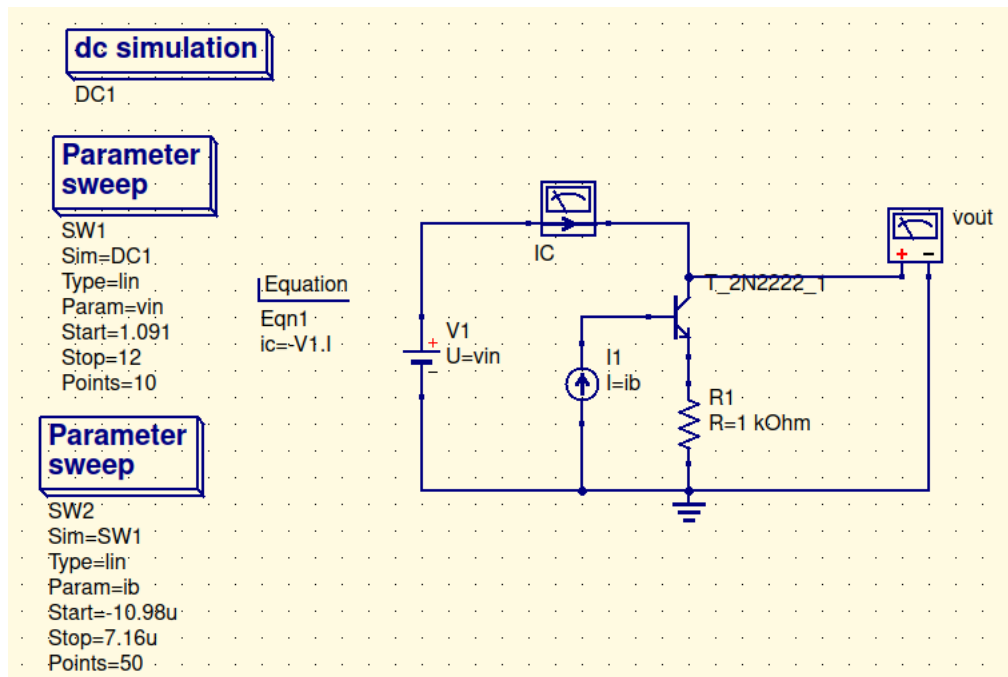 dc simulation
DC1
Parameter
sweep
SW1
Sim=DC1
Type=lin
Param=vin
Start=1.091
Stop=12
Points=10
Equation
Eqn1
ic=-V1.I
Parameter
sweep
SW2
Sim=SW1
Type=lin
Param=ib
Start=-10.98u
Stop=7.16u
Points=50
IC
V1
U=vin
+
−
I1
I=ib
T_2N2222_1
R1
R=1 kOhm
vout
+ −